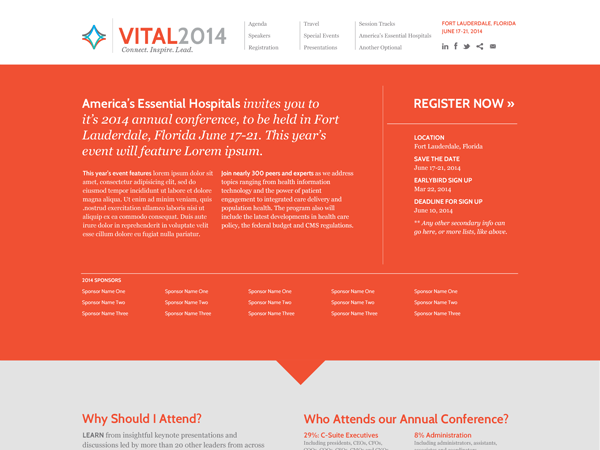 VITAL2014
Connect. Inspire. Lead.
Agenda
Speakers
Registration
Travel
Special Events
Presentations
Session Tracks
America's Essential Hospitals
Another Optional
FORT LAUDERDALE, FLORIDA
JUNE 17-21, 2014
America's Essential Hospitals invites you to
it's 2014 annual conference, to be held in Fort
Lauderdale, Florida June 17-21. This year's
event will feature Lorem ipsum.
This year's event features lorem ipsum dolor sit
amet, consectetur adipisicing elit, sed do
eiusmod tempor incididunt ut labore et dolore
magna aliqua. Ut enim ad minim veniam, quis
.nostrud exercitation ullamco laboris nisi ut
aliquip ex ea commodo consequat. Duis aute
irure dolor in reprehenderit in voluptate velit
esse cillum dolore eu fugiat nulla pariatur.
Join nearly 300 peers and experts as we address
topics ranging from health information
technology and the power of patient
engagement to integrated care delivery and
population health. The program also will
include the latest developments in health care
policy, the federal budget and CMS regulations.
REGISTER NOW »
LOCATION
Fort Lauderdale, Florida
SAVE THE DATE
June 17-21, 2014
EARLYBIRD SIGN UP
Mar 22, 2014
DEADLINE FOR SIGN UP
June 10, 2014
** Any other secondary info can
go here, or more lists, like above.
2014 SPONSORS
Sponsor Name One
Sponsor Name Two
Sponsor Name Three
Sponsor Name One
Sponsor Name Two
Sponsor Name Three
Sponsor Name One
Sponsor Name Two
Sponsor Name Three
Sponsor Name One
Sponsor Name Two
Sponsor Name Three
Sponsor Name One
Sponsor Name Two
Sponsor Name Three
Why Should I Attend?
LEARN from insightful keynote presentations and
discussions led by more than 20 other leaders from across
Who Attends our Annual Conference?
29%: C-Suite Executives
Including presidents, CEOs, CFOs,
8% Administration
Including administrators, assistants,